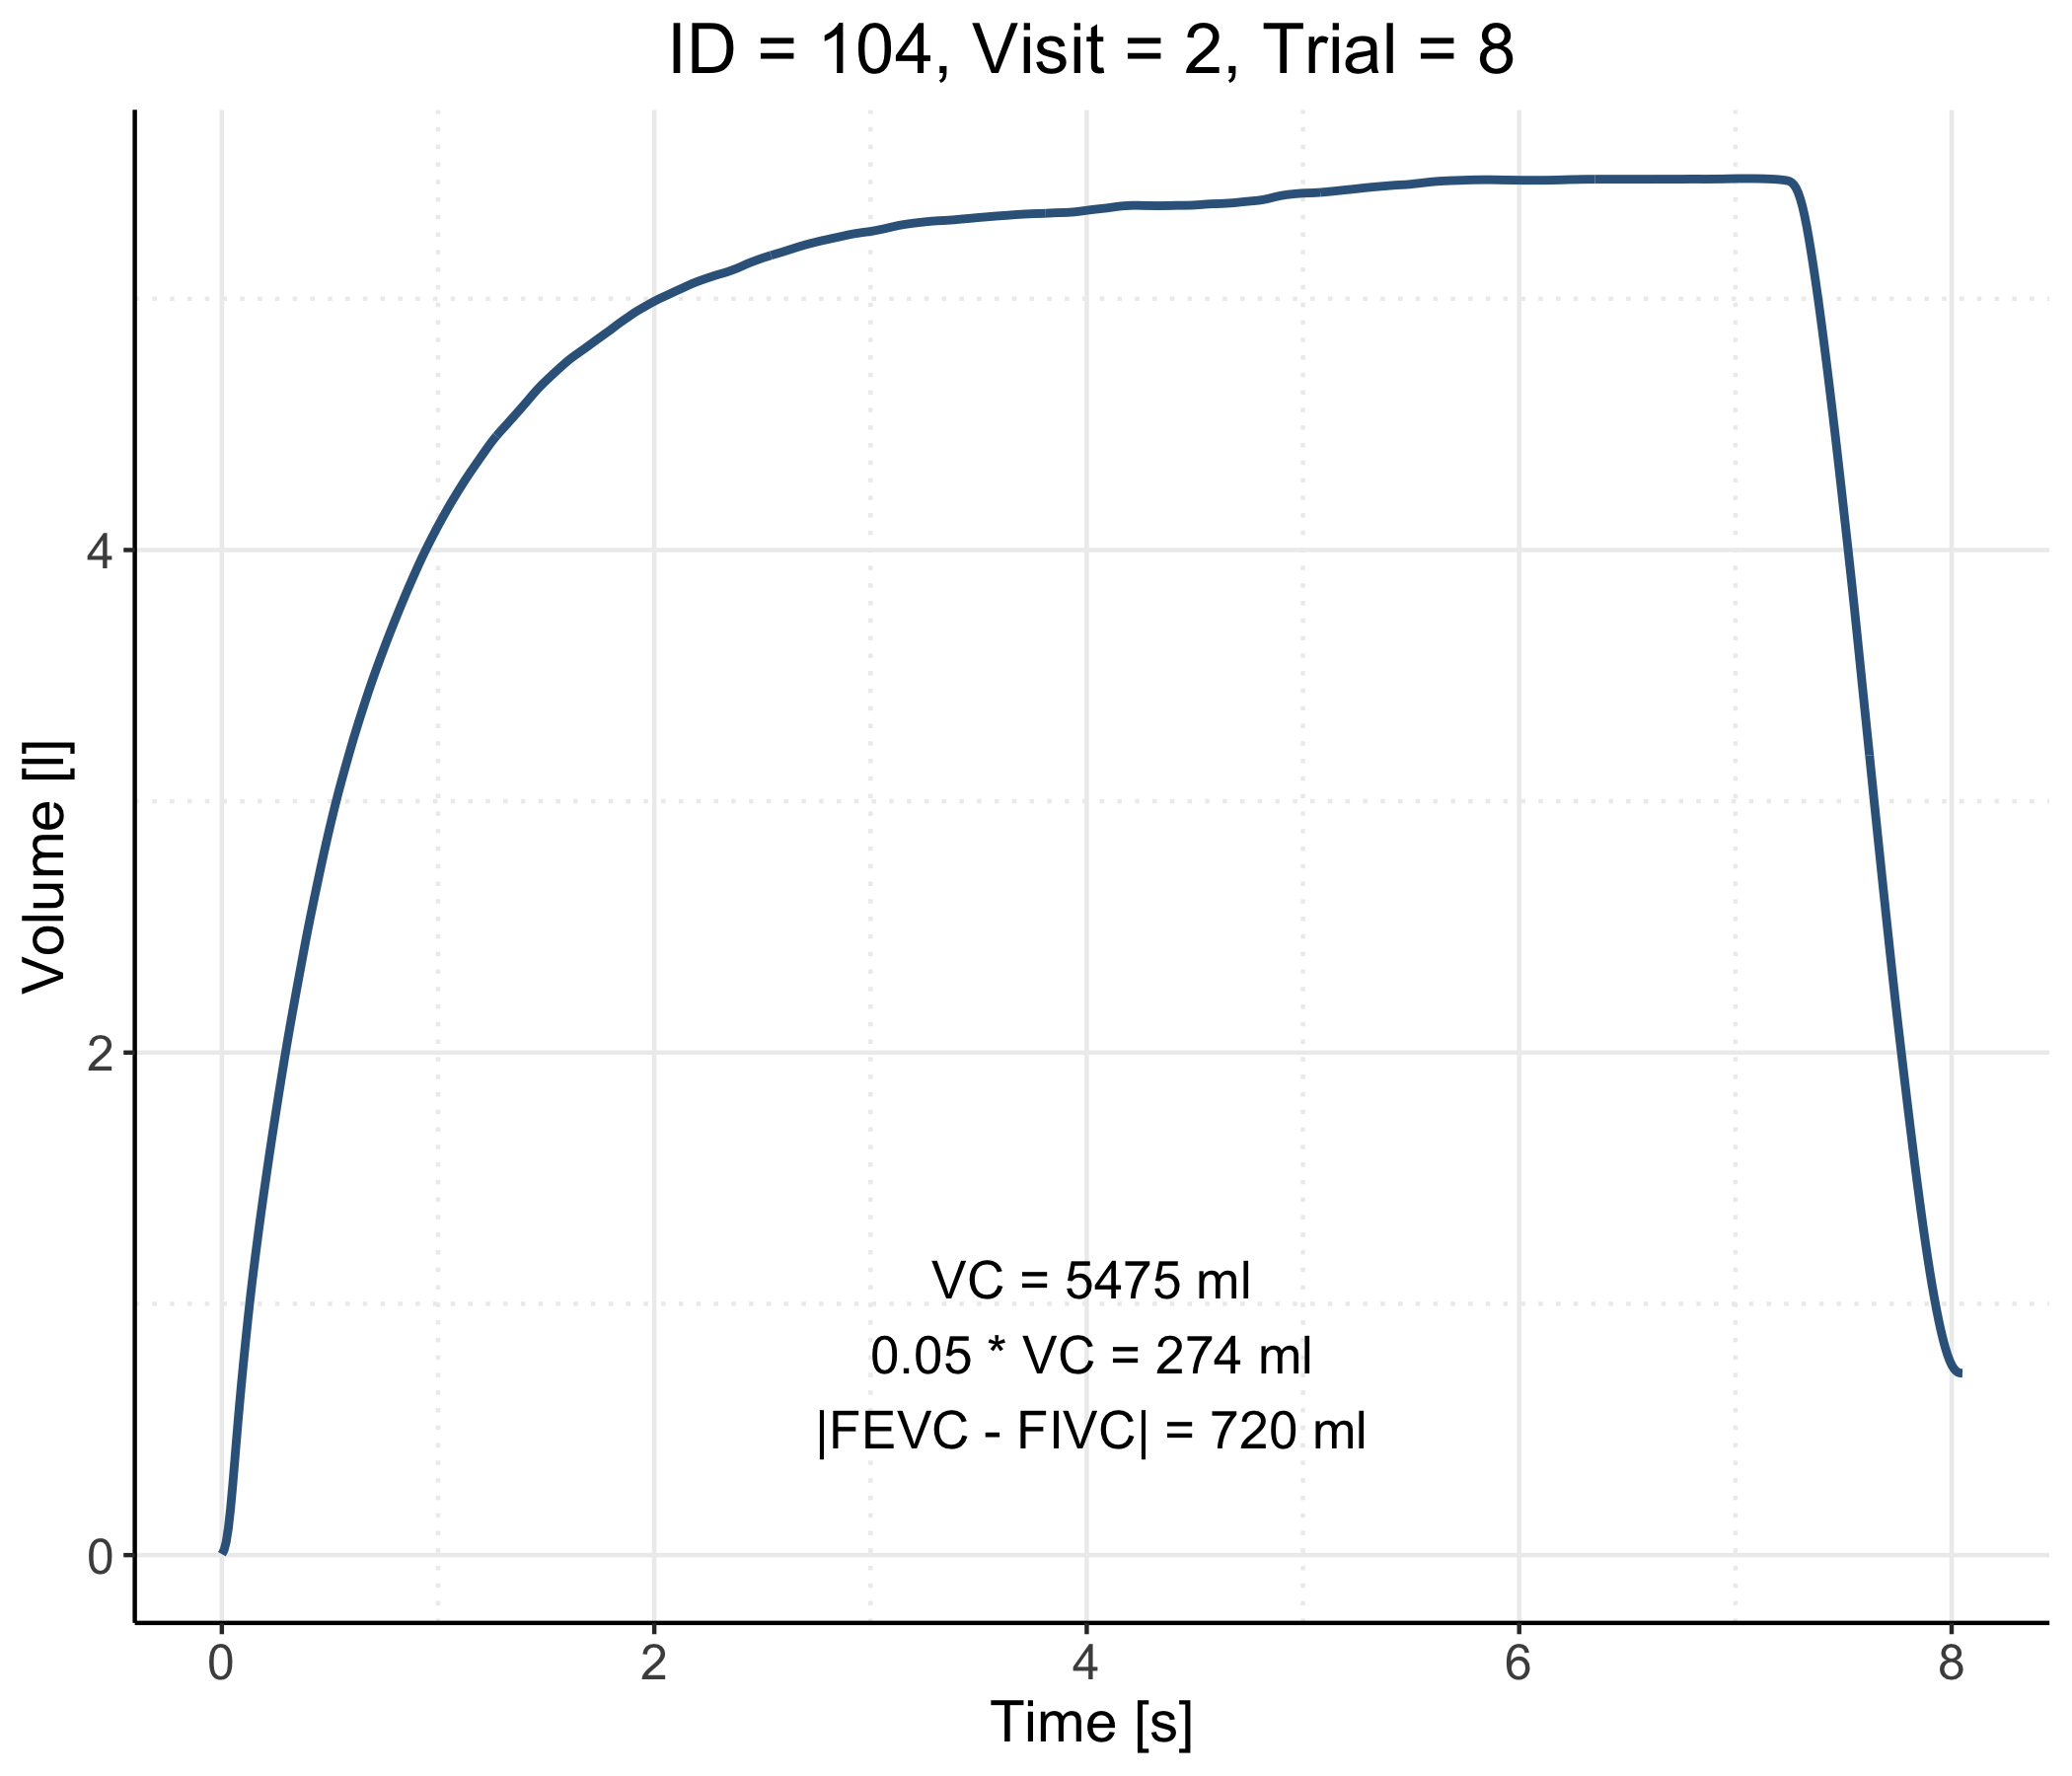 ID = 104, Visit = 2, Trial = 8
Volume [l]
4
2
0
VC = 5475 ml
0.05 * VC = 274 ml
|FEVC - FIVC| = 720 ml
0 2 4 6 8
Time [s]